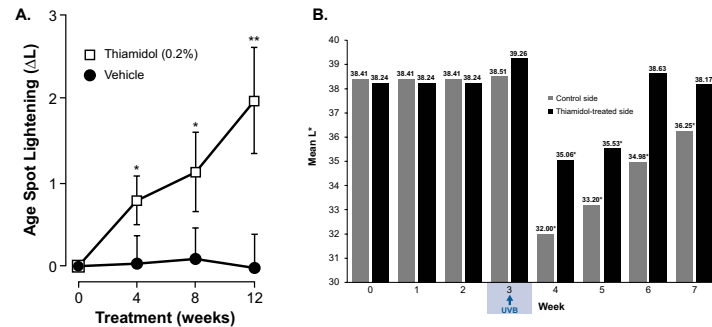 A.
3
2
1
0
Age Spot Lightening (ΔL)
Thiamidol (0.2%)
Vehicle
*
*
**
0 4 8 12
Treatment (weeks)
B.
40
39
38
37
36
35
34
33
32
31
30
Mean L*
38.41 38.24 38.41 38.24 38.41 38.24 38.51 39.26 32.00* 35.06* 33.20* 35.53* 34.98* 38.63 36.25* 38.17
Control side
Thiamidol-treated side
0 1 2 3 4 5 6 7
UVB
Week